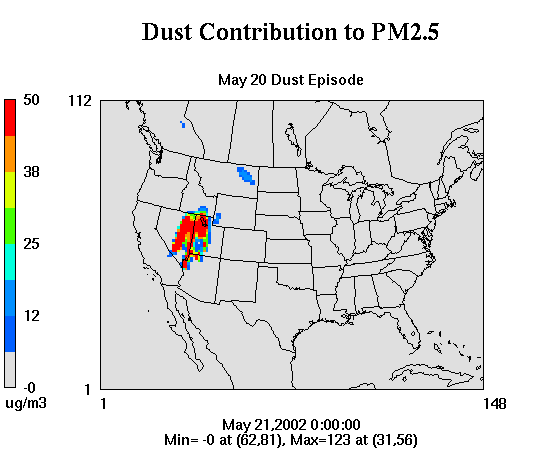 Dust Contribution to PM2.5
May 20 Dust Episode
50
38
25
12
-0
ug/m3
112
1
1
148
May 21,2002 0:00:00
Min= -0 at (62,81), Max=123 at (31,56)